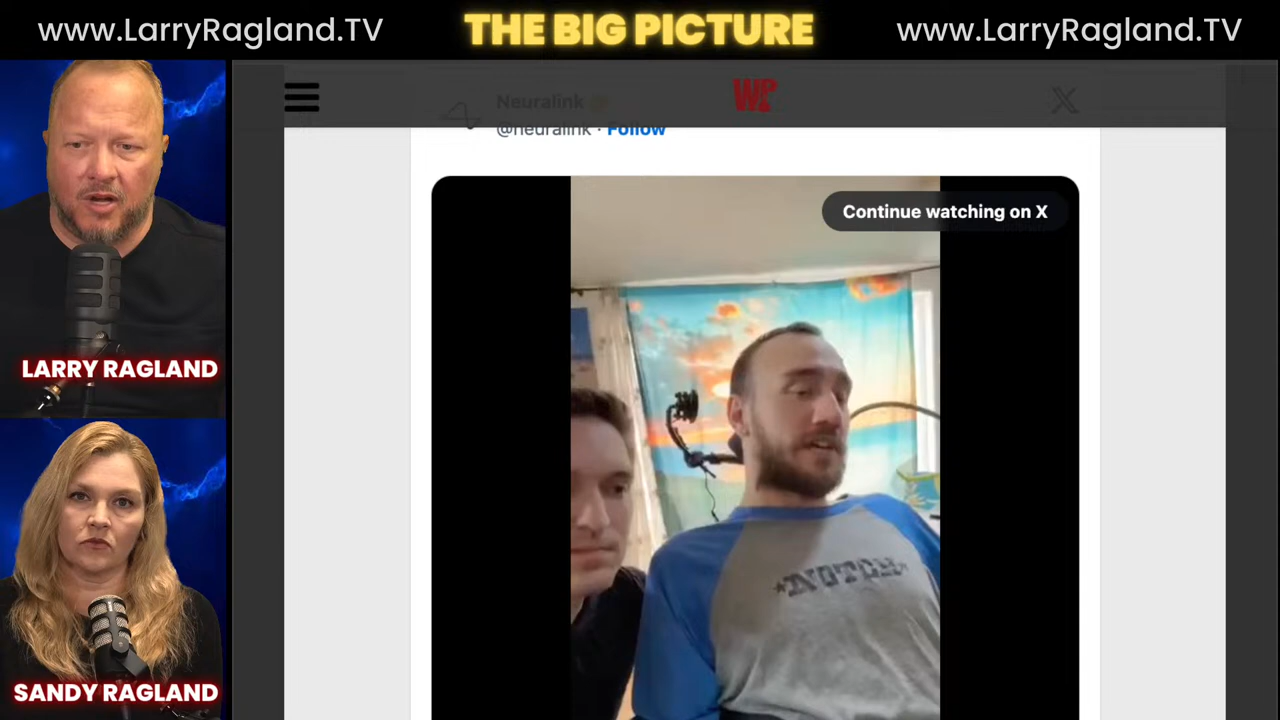 www.LarryRagland.TV
THE BIG PICTURE
www.LarryRagland.TV
Neuralink
@neuralink · Follow
Continue watching on X
NOTCH
LARRY RAGLAND
SANDY RAGLAND